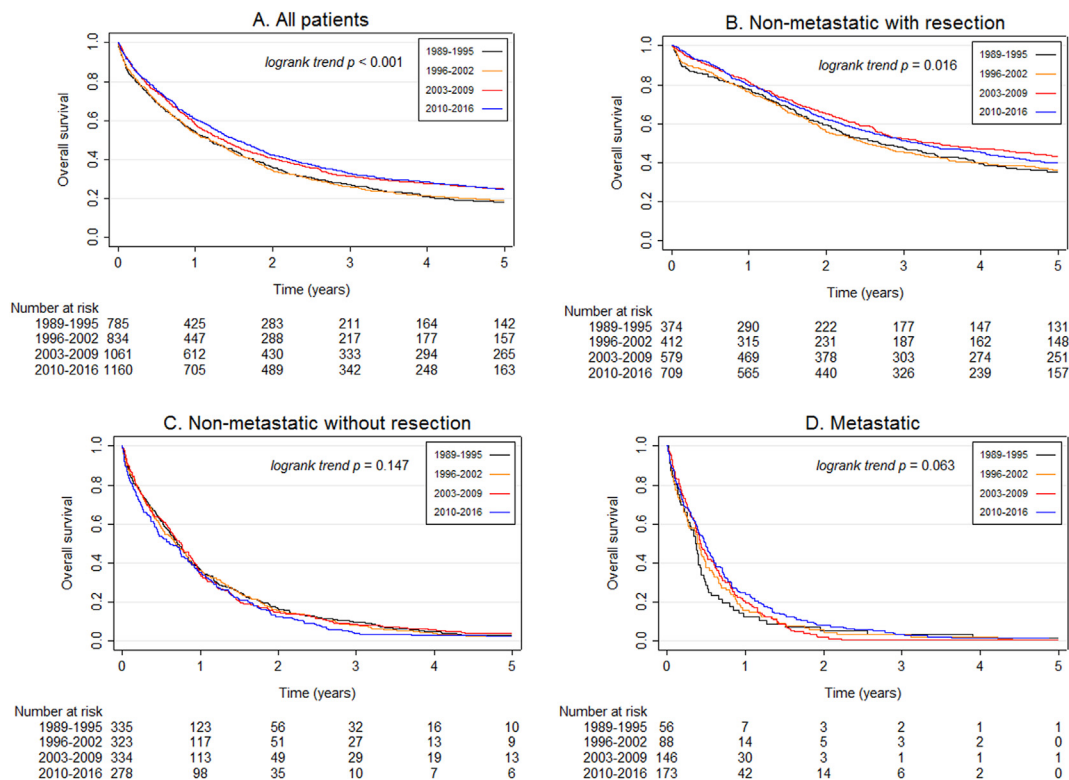 A. All patients
logrank trend p < 0.001
1989-1995
1996-2002
2003-2009
2010-2016
Overall survival
0.0 0.2 0.4 0.6 0.8 1.0
0 1 2 3 4 5
Time (years)
Number at risk
1989-1995 785 425 283 211 164 142
1996-2002 834 447 288 217 177 157
2003-2009 1061 612 430 333 294 265
2010-2016 1160 705 489 342 248 163
B. Non-metastatic with resection
logrank trend p = 0.016
1989-1995
1996-2002
2003-2009
2010-2016
Overall survival
0.0 0.2 0.4 0.6 0.8 1.0
0 1 2 3 4 5
Time (years)
Number at risk
1989-1995 374 290 222 177 147 131
1996-2002 412 315 231 187 162 148
2003-2009 579 469 378 303 274 251
2010-2016 709 565 440 326 239 157
C. Non-metastatic without resection
logrank trend p = 0.147
1989-1995
1996-2002
2003-2009
2010-2016
Overall survival
0.0 0.2 0.4 0.6 0.8 1.0
0 1 2 3 4 5
Time (years)
Number at risk
1989-1995 335 123 56 32 16 10
1996-2002 323 117 51 27 13 9
2003-2009 334 113 49 29 19 13
2010-2016 278 98 35 10 7 6
D. Metastatic
logrank trend p = 0.063
1989-1995
1996-2002
2003-2009
2010-2016
Overall survival
0.0 0.2 0.4 0.6 0.8 1.0
0 1 2 3 4 5
Time (years)
Number at risk
1989-1995 56 7 3 2 1 1
1996-2002 88 14 5 3 2 0
2003-2009 146 30 3 1 1 1
2010-2016 173 42 14 6 2 0